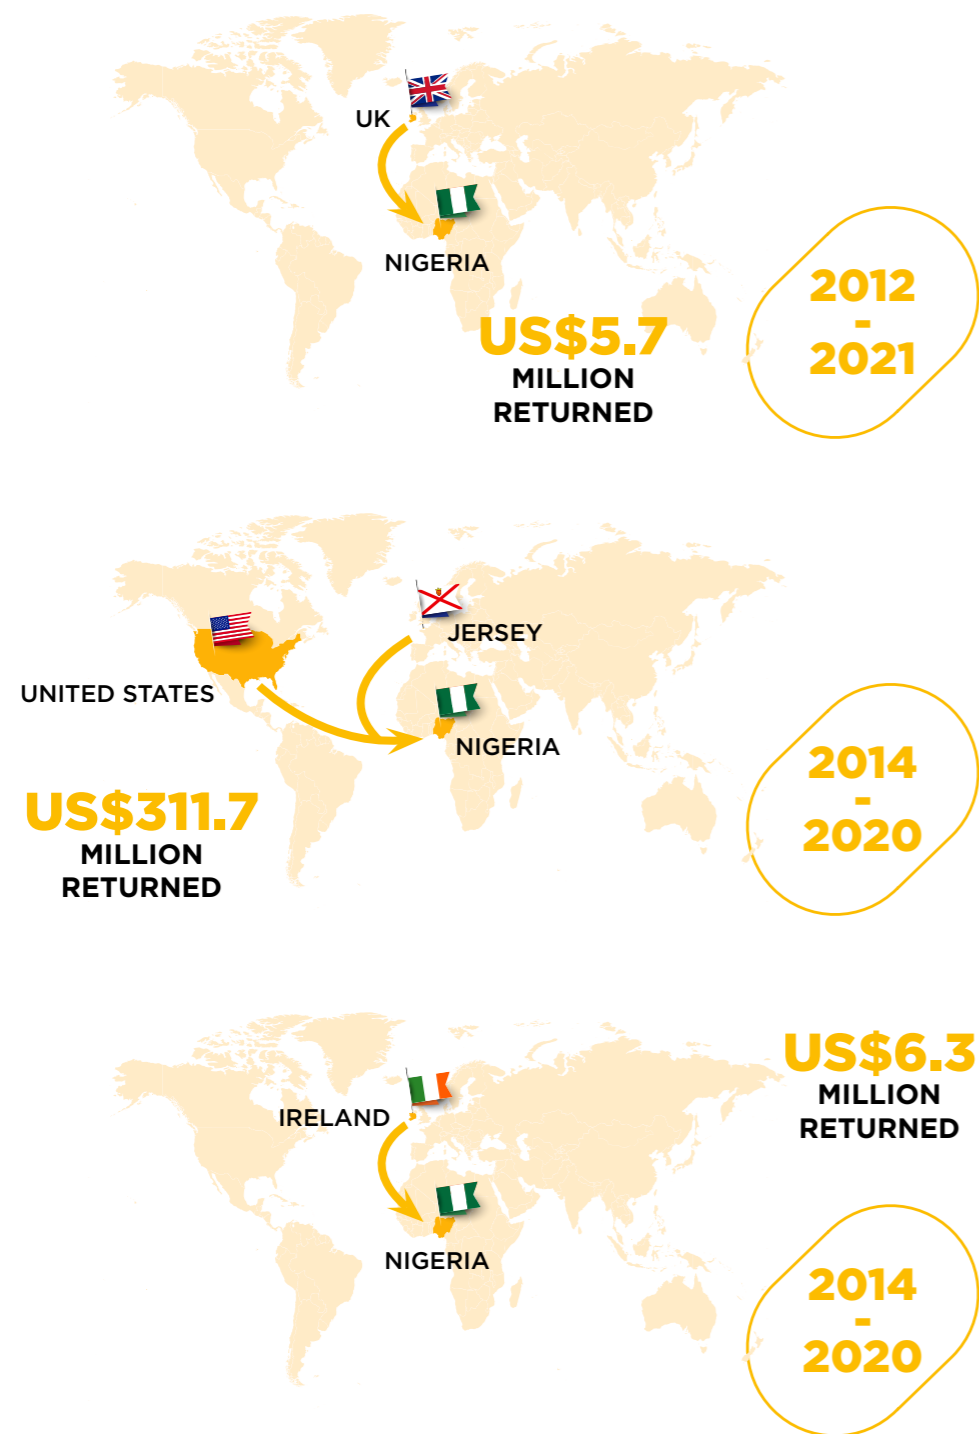 UK
NIGERIA
US$5.7
MILLION
RETURNED
2012
-
2021
JERSEY
UNITED STATES
NIGERIA
US$311.7
MILLION
RETURNED
2014
-
2020
US$6.3
MILLION
RETURNED
IRELAND
NIGERIA
2014
-
2020